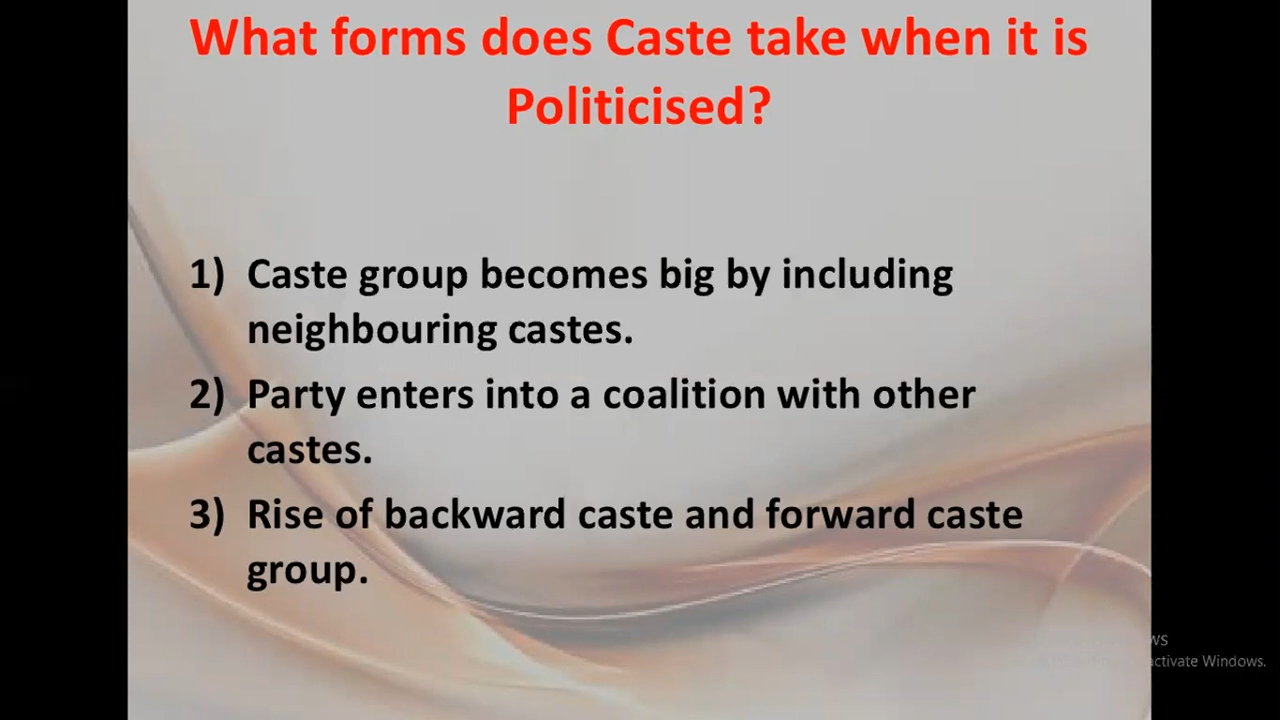 What forms does Caste take when it is
Politicised?
1) Caste group becomes big by including
neighbouring castes.
2) Party enters into a coalition with other
castes.
3) Rise of backward caste and forward caste
group.
activate Windows.